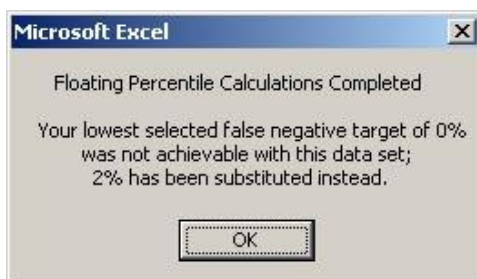 Microsoft Excel
Floating Percentile Calculations Completed
Your lowest selected false negative target of 0%
was not achievable with this data set;
2% has been substituted instead.
OK